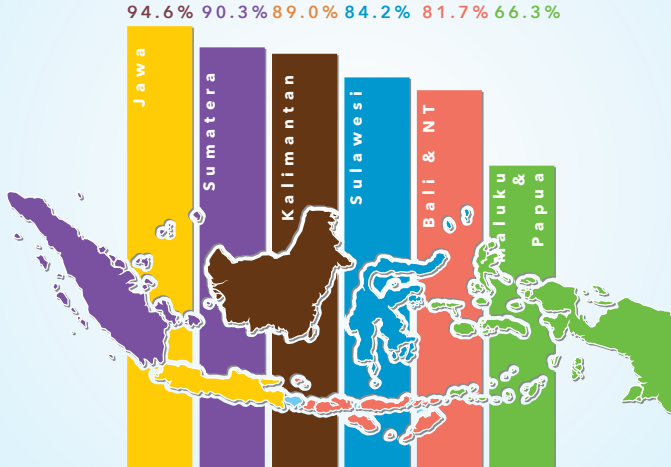 94.6% 90.3% 89.0% 84.2% 81.7% 66.3%
Jawa
Sumatera
Kalimantan
Sulawesi
Bali & NT
Maluku
&
Papua